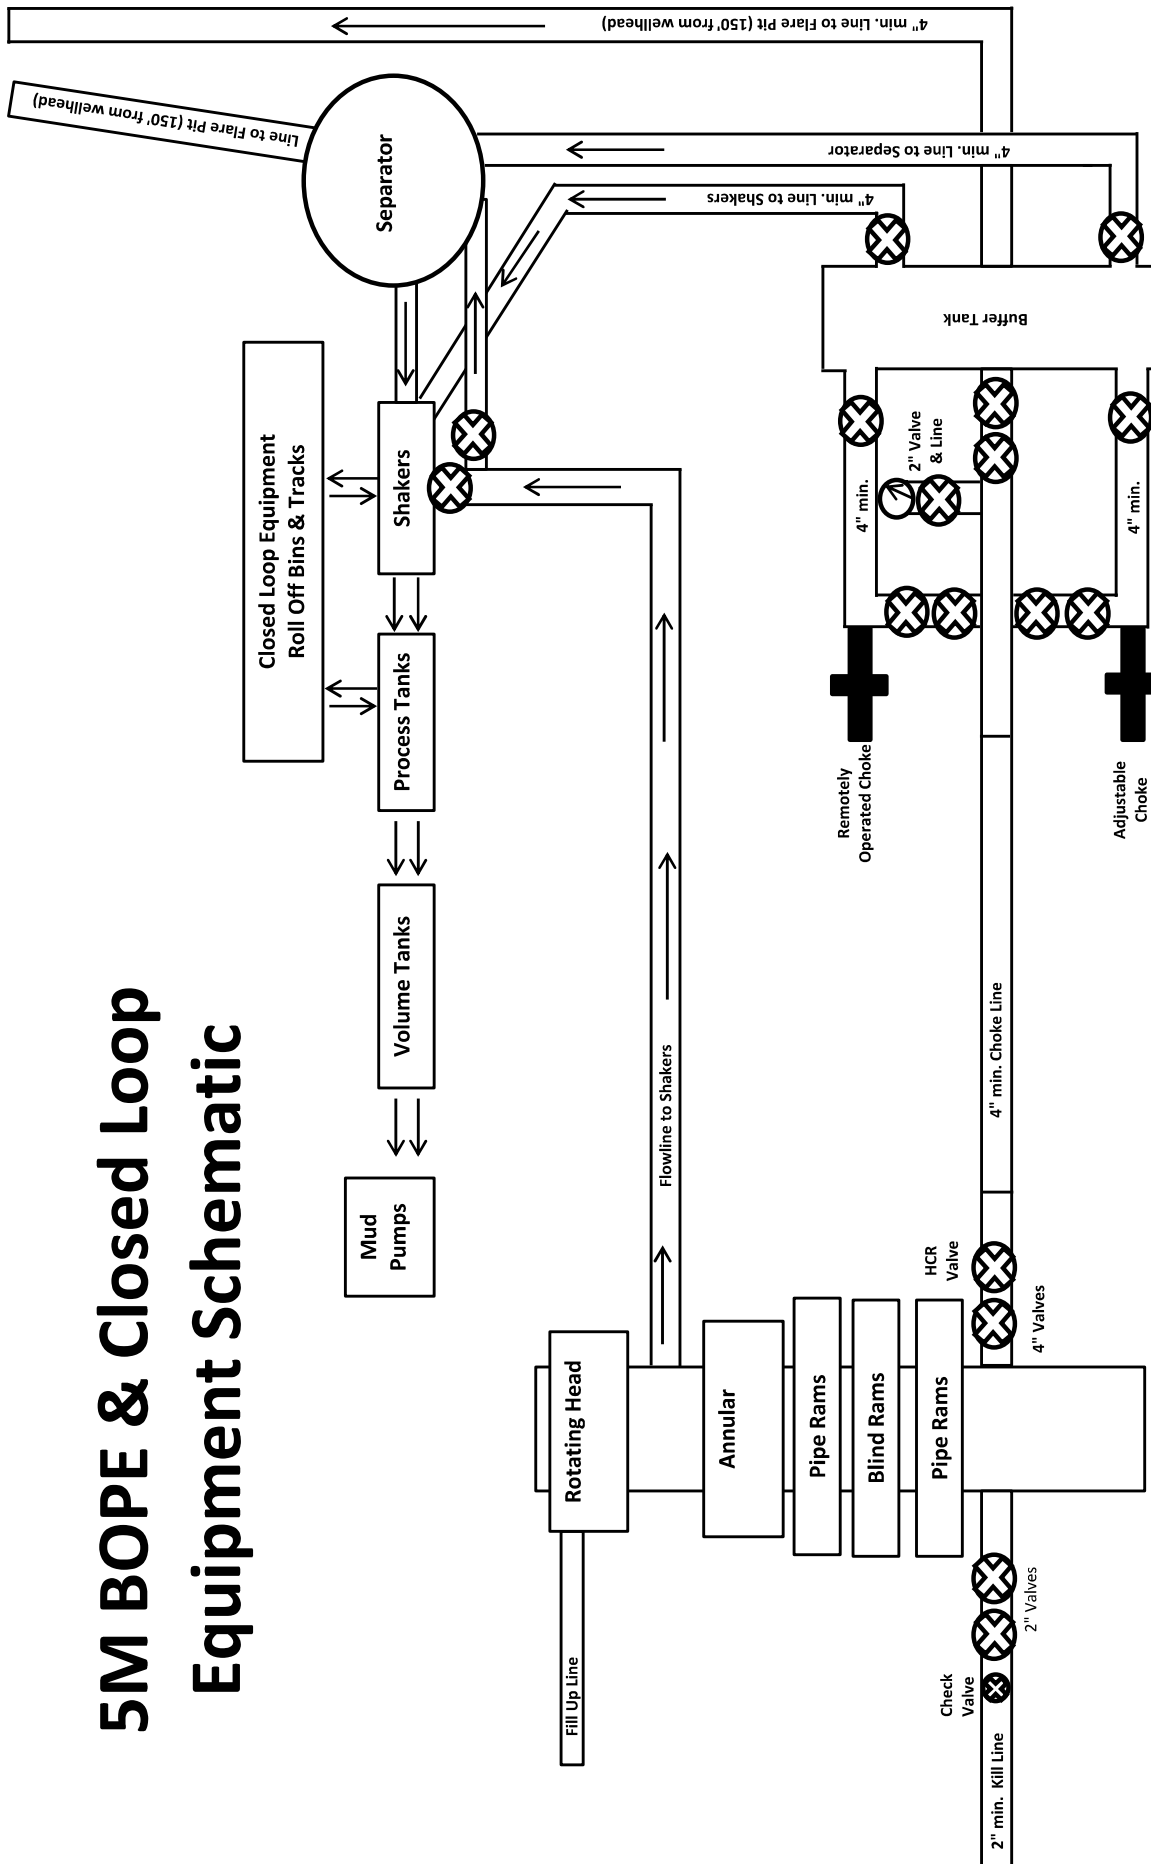 5M BOPE & Closed Loop
Equipment Schematic
Closed Loop Equipment
Roll Off Bins & Tracks
Mud
Pumps
Volume Tanks
Process Tanks
Shakers
Separator
Line to Flare Pit (150' from wellhead)
4" min. Line to Flare Pit (150' from wellhead)
4" min. Line to Separator
4" min. Line to Shakers
Fill Up Line
Rotating Head
Flowline to Shakers
Annular
Pipe Rams
Blind Rams
Pipe Rams
Remotely
Operated Choke
4" min.
2" Valve
& Line
Buffer Tank
Check
Valve
HCR
Valve
2" min. Kill Line
4" min. Choke Line
2" Valves
4" Valves
Adjustable
Choke
4" min.